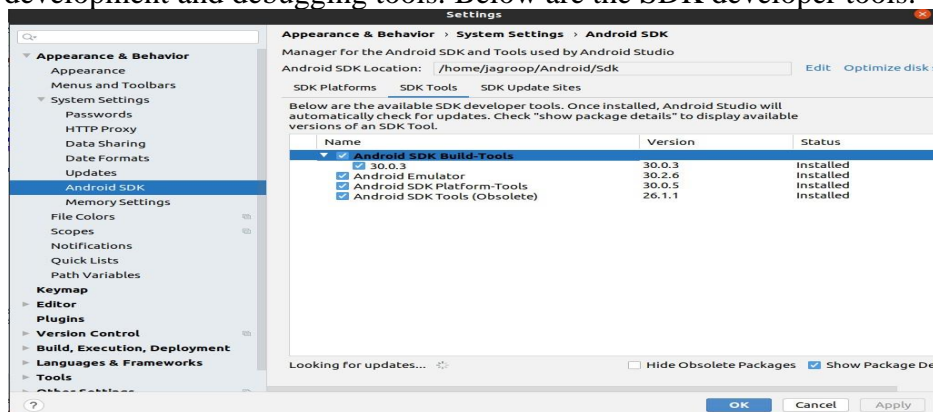 development and debugging tools. Below are the SDK developer tools.
Settings
Appearance & Behavior
Appearance
Menus and Toolbars
System Settings
Passwords
HTTP Proxy
Data Sharing
Date Formats
Updates
Android SDK
Memory Settings
File Colors
Scopes
Notifications
Quick Lists
Path Variables
Keymap
Editor
Plugins
Version Control
Build, Execution, Deployment
Languages & Frameworks
Tools
Other Settings
?
Appearance & Behavior › System Settings › Android SDK
Manager for the Android SDK and Tools used by Android Studio
Android SDK Location: /home/jagroop/Android/Sdk Edit Optimize disk
SDK Platforms SDK Tools SDK Update Sites
Below are the available SDK developer tools. Once installed, Android Studio will
automatically check for updates. Check "show package details" to display available
versions of an SDK Tool.
Name Version Status
Android SDK Build-Tools
30.0.3 30.0.3 Installed
Android Emulator 30.2.6 Installed
Android SDK Platform-Tools 30.0.5 Installed
Android SDK Tools (Obsolete) 26.1.1 Installed
Looking for updates... Hide Obsolete Packages Show Package De
OK Cancel Apply